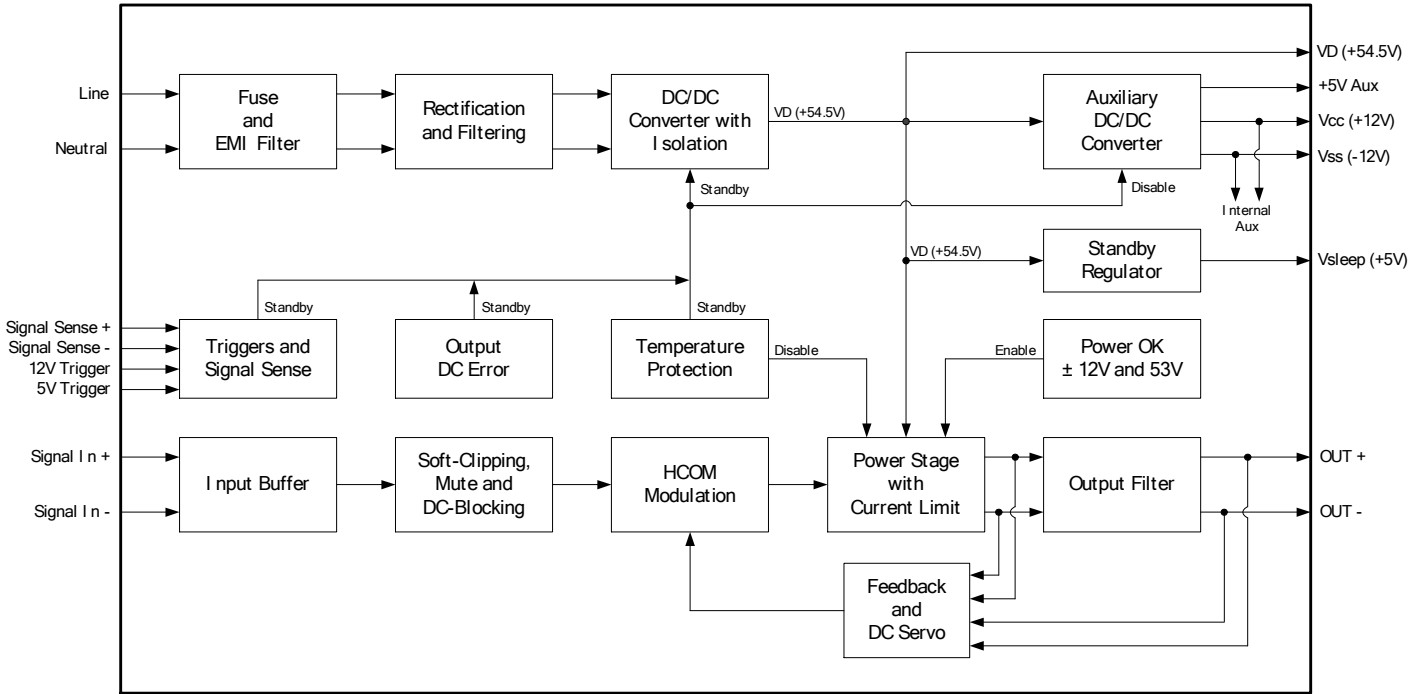 VD (+54.5V)
Line
Fuse
and
EMI Filter
Rectification
and Filtering
DC/DC
Converter with
Isolation
VD (+54.5V)
Auxiliary
DC/DC
Converter
+5V Aux
Vcc (+12V)
Neutral
Vss (-12V)
Standby
Disable
Internal
Aux
VD (+54.5V)
Standby
Regulator
Vsleep (+5V)
Standby
Standby
Standby
Signal Sense +
Signal Sense -
12V Trigger
5V Trigger
Triggers and
Signal Sense
Output
DC Error
Temperature
Protection
Disable
Enable
Power OK
± 12V and 53V
Signal In +
Signal In -
Input Buffer
Soft-Clipping,
Mute and
DC-Blocking
HCOM
Modulation
Power Stage
with
Current Limit
Output Filter
OUT +
OUT -
Feedback
and
DC Servo